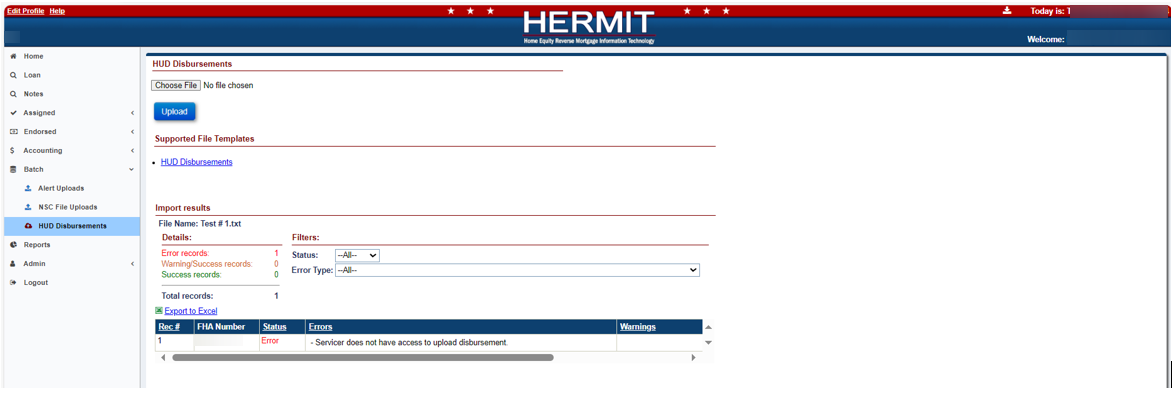 Edit Profile Help
Today is:
HERMIT
Home Equity Reverse Mortgage Information Technology
Welcome:
Home
Loan
Notes
Assigned
Endorsed
Accounting
Batch
Alert Uploads
NSC File Uploads
HUD Disbursements
Reports
Admin
Logout
HUD Disbursements
Choose File No file chosen
Upload
Supported File Templates
• HUD Disbursements
Import results
File Name: Test # 1.txt
Details: Filters:
Error records: 1
Warning/Success records: 0
Success records: 0
Status: --All--
Error Type: --All--
Total records: 1
Export to Excel
Rec # FHA Number Status Errors Warnings
1 Error - Servicer does not have access to upload disbursement.